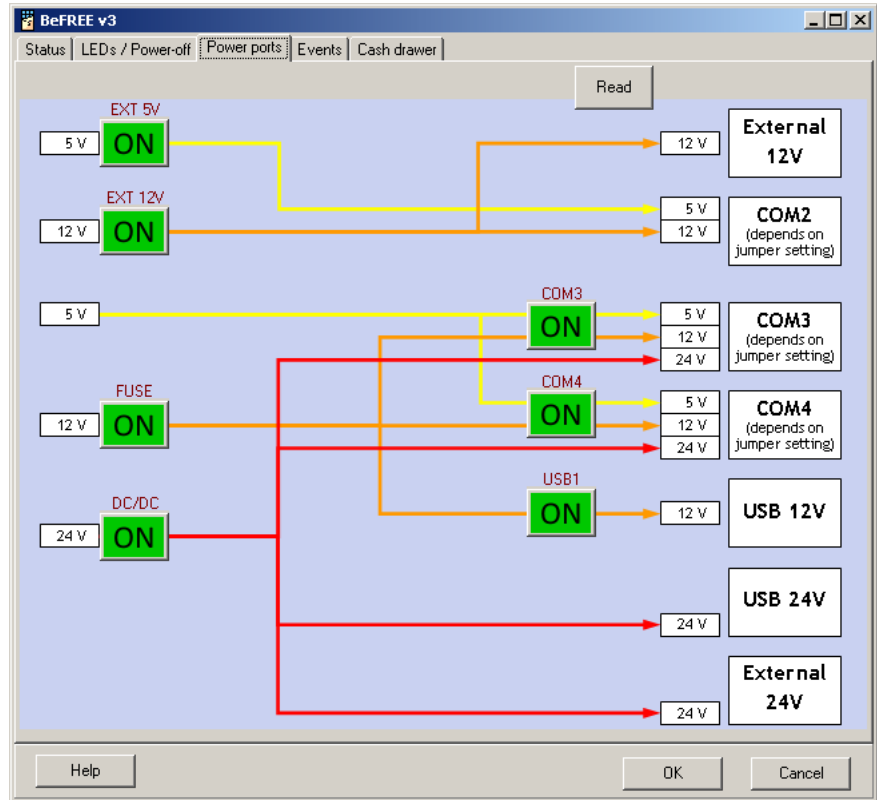 BeFREE v3
Status LEDs / Power-off Power ports Events Cash drawer
Read
EXT 5V
5 V ON
12 V
External
12V
EXT 12V
12 V ON
5 V
12 V
COM2
(depends on
jumper setting)
5 V
COM3
ON
5 V
12 V
24 V
COM3
(depends on
jumper setting)
FUSE
12 V ON
COM4
ON
5 V
12 V
24 V
COM4
(depends on
jumper setting)
DC/DC
24 V ON
USB1
ON
12 V
USB 12V
24 V
USB 24V
24 V
External
24V
Help OK Cancel